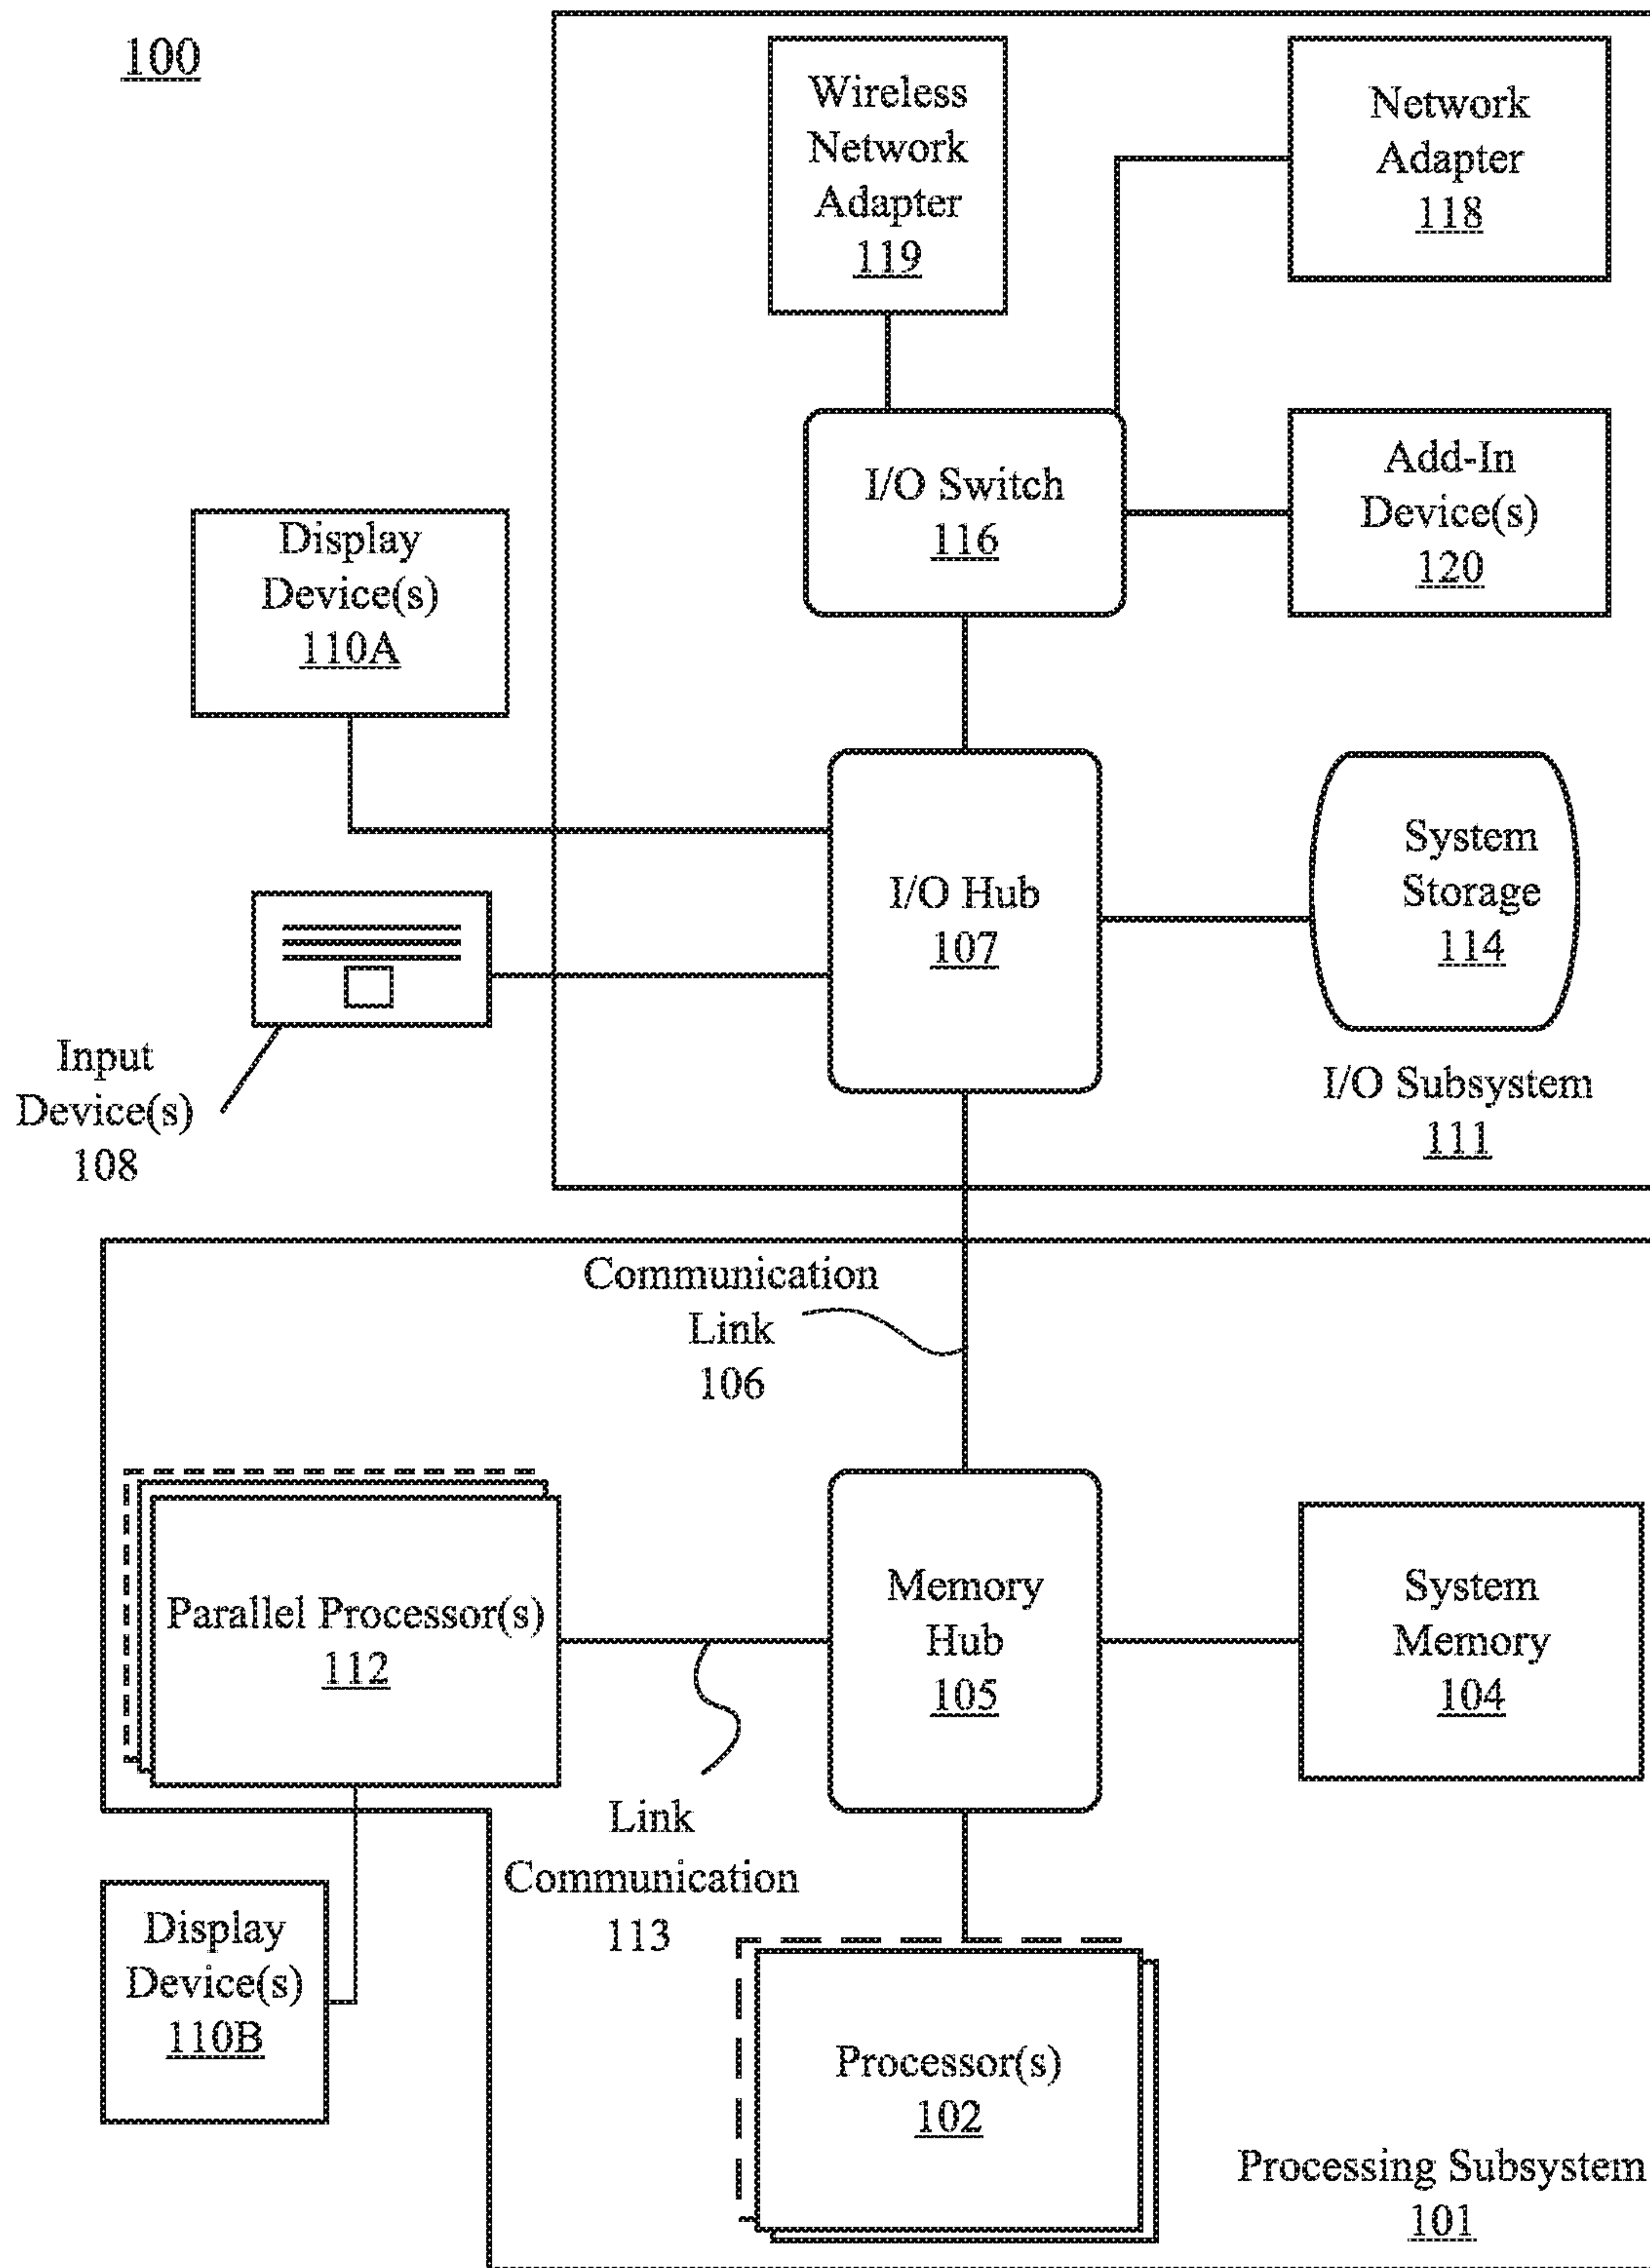 100
Wireless
Network
Adapter
119
Network
Adapter
118
I/O Switch
116
Add-In
Device(s)
120
Display
Device(s)
110A
I/O Hub
107
System
Storage
114
Input
Device(s)
108
I/O Subsystem
111
Communication
Link
106
Parallel Processor(s)
112
Memory
Hub
105
System
Memory
104
Link
Communication
113
Display
Device(s)
110B
Processor(s)
102
Processing Subsystem
101